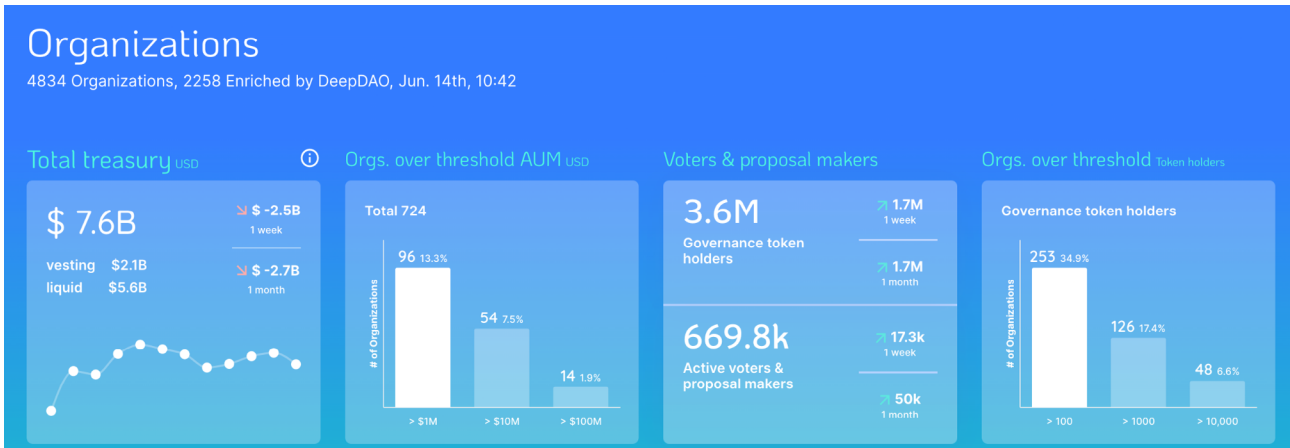 Organizations
4834 Organizations, 2258 Enriched by DeepDAO, Jun. 14th, 10:42
Total treasury USD
$ 7.6B
$ -2.5B
1 week
$ -2.7B
1 month
vesting $2.1B
liquid $5.6B
Orgs. over threshold AUM USD
Total 724
# of Organizations
96 13.3%
54 7.5%
14 1.9%
> $1M > $10M > $100M
Voters & proposal makers
3.6M
Governance token
holders
1.7M
1 week
1.7M
1 month
669.8k
Active voters &
proposal makers
17.3k
1 week
50k
1 month
Orgs. over threshold Token holders
Governance token holders
# of Organizations
253 34.9%
126 17.4%
48 6.6%
> 100 > 1000 > 10,000